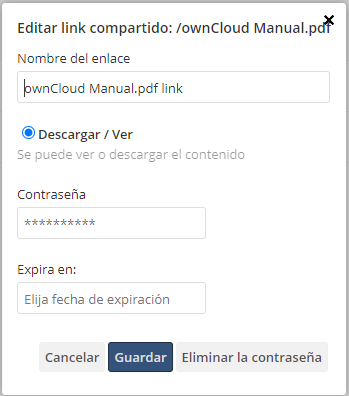 Editar link compartido: /ownCloud Manual.pdf
Nombre del enlace
ownCloud Manual.pdf link
Descargar / Ver
Se puede ver o descargar el contenido
Contraseña
**********
Expira en:
Elija fecha de expiración
Cancelar Guardar Eliminar la contraseña